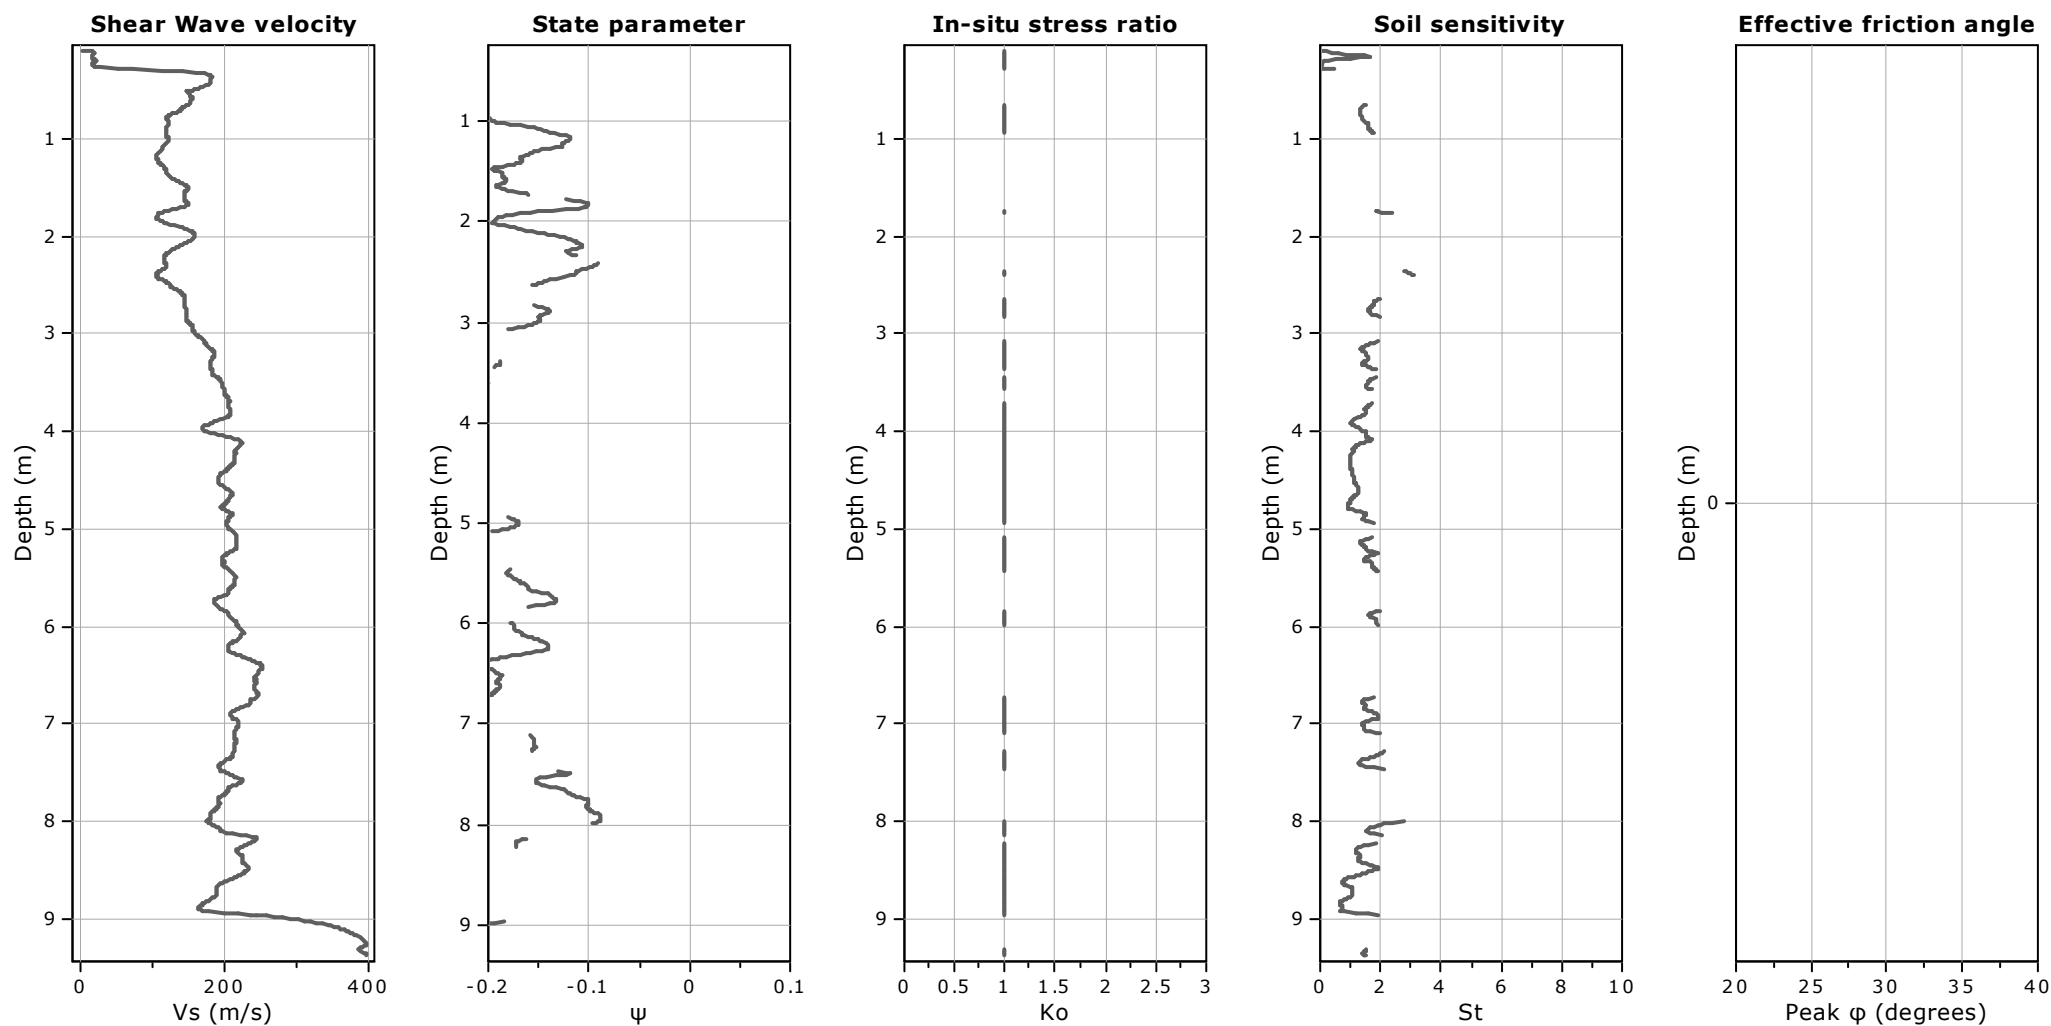 Shear Wave velocity
Depth (m)
1
2
3
4
5
6
7
8
9
0 200 400
Vs (m/s)
State parameter
Depth (m)
1
2
3
4
5
6
7
8
9
-0.2 -0.1 0 0.1
ψ
In-situ stress ratio
Depth (m)
1
2
3
4
5
6
7
8
9
0 0.5 1 1.5 2 2.5 3
Ko
Soil sensitivity
Depth (m)
1
2
3
4
5
6
7
8
9
0 2 4 6 8 10
St
Effective friction angle
Depth (m)
0
20 25 30 35 40
Peak φ (degrees)